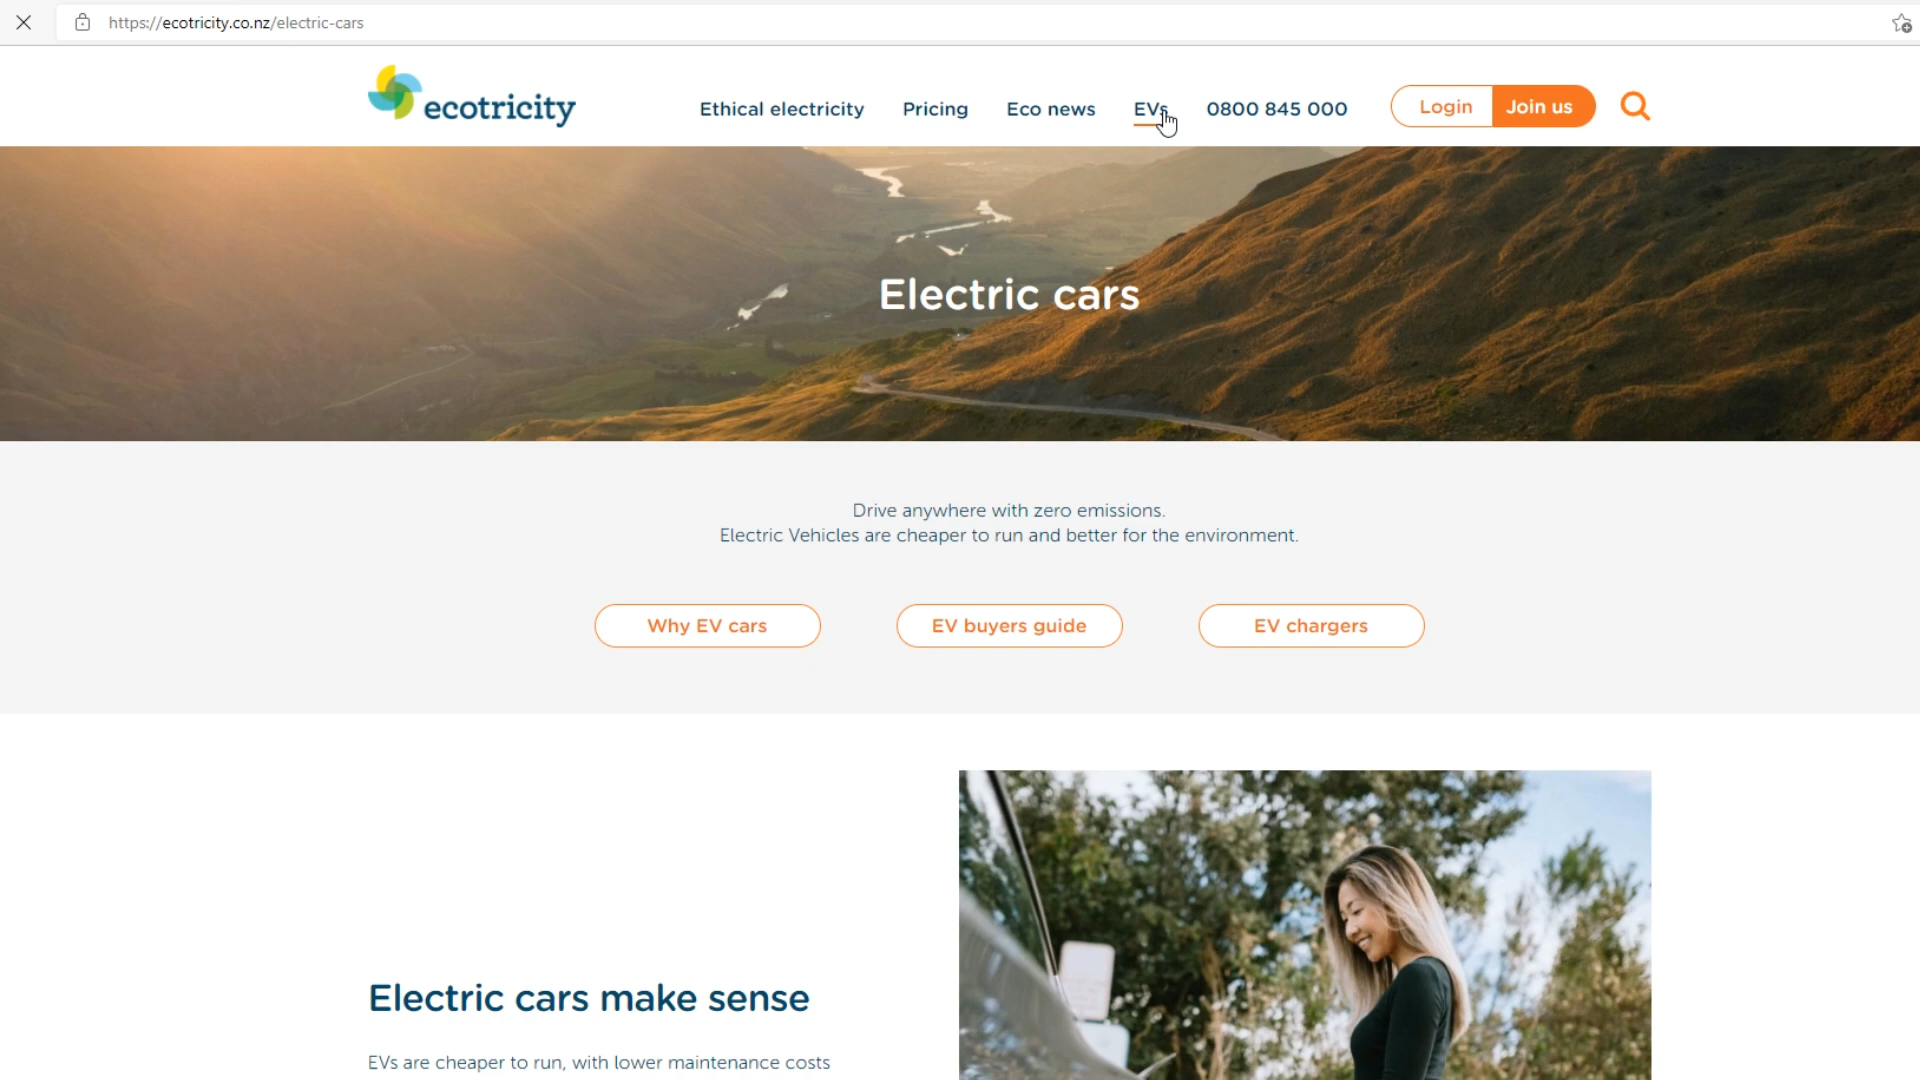 https://ecotricity.co.nz/electric-cars
ecotricity
Ethical electricity
Pricing
Eco news
EVs
0800 845 000
Login
Join us
Electric cars
Drive anywhere with zero emissions.
Electric Vehicles are cheaper to run and better for the environment.
Why EV cars
EV buyers guide
EV chargers
Electric cars make sense
EVs are cheaper to run, with lower maintenance costs